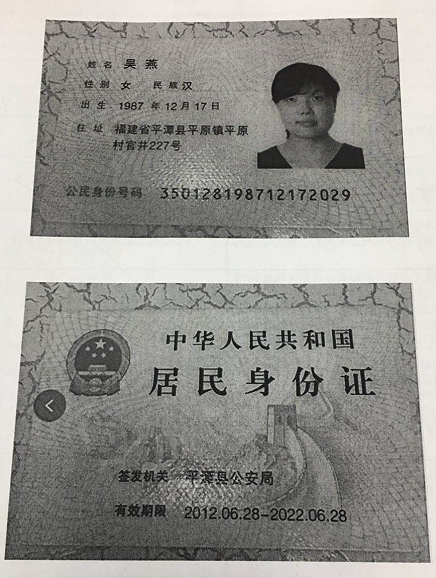 姓名 吴燕
性别 女 民族 汉
出生 1987 年 12 月 17 日
住址 福建省平潭县平原镇平原
村官井227号
公民身份号码 350128198712172029
中华人民共和国
居民身份证
签发机关 平潭县公安局
有效期限 2012.06.28-2022.06.28